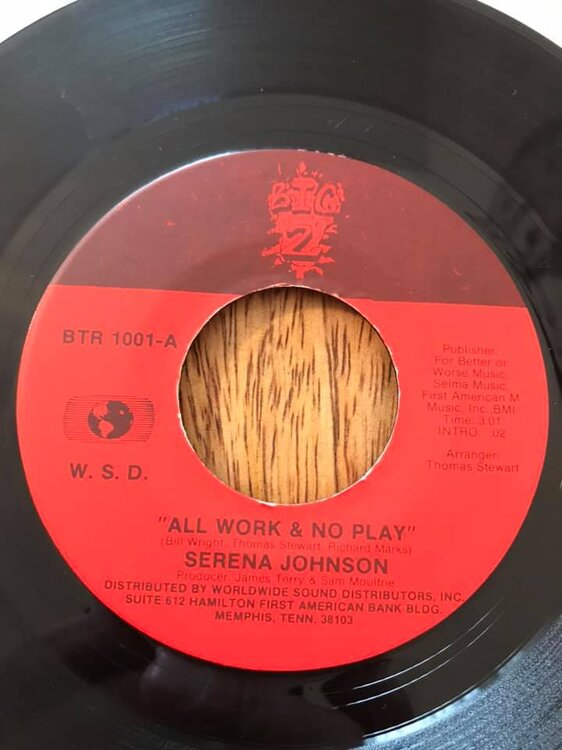 BIG
2
BTR 1001-A
W. S. D.
Publisher,
For Better or
Worse Music,
Selma Music,
First American M
Music, Inc.,BMI
Time: 3:01
INTRO: :02
Arranger:
Thomas Stewart
"ALL WORK & NO PLAY"
(Bill Wright, Thomas Stewart, Richard Marks)
SERENA JOHNSON
Producer, James Terry & Sam Moultrie
DISTRIBUTED BY WORLDWIDE SOUND DISTRIBUTORS, INC.
SUITE 612 HAMILTON FIRST AMERICAN BANK BLDG.
MEMPHIS, TENN. 38103